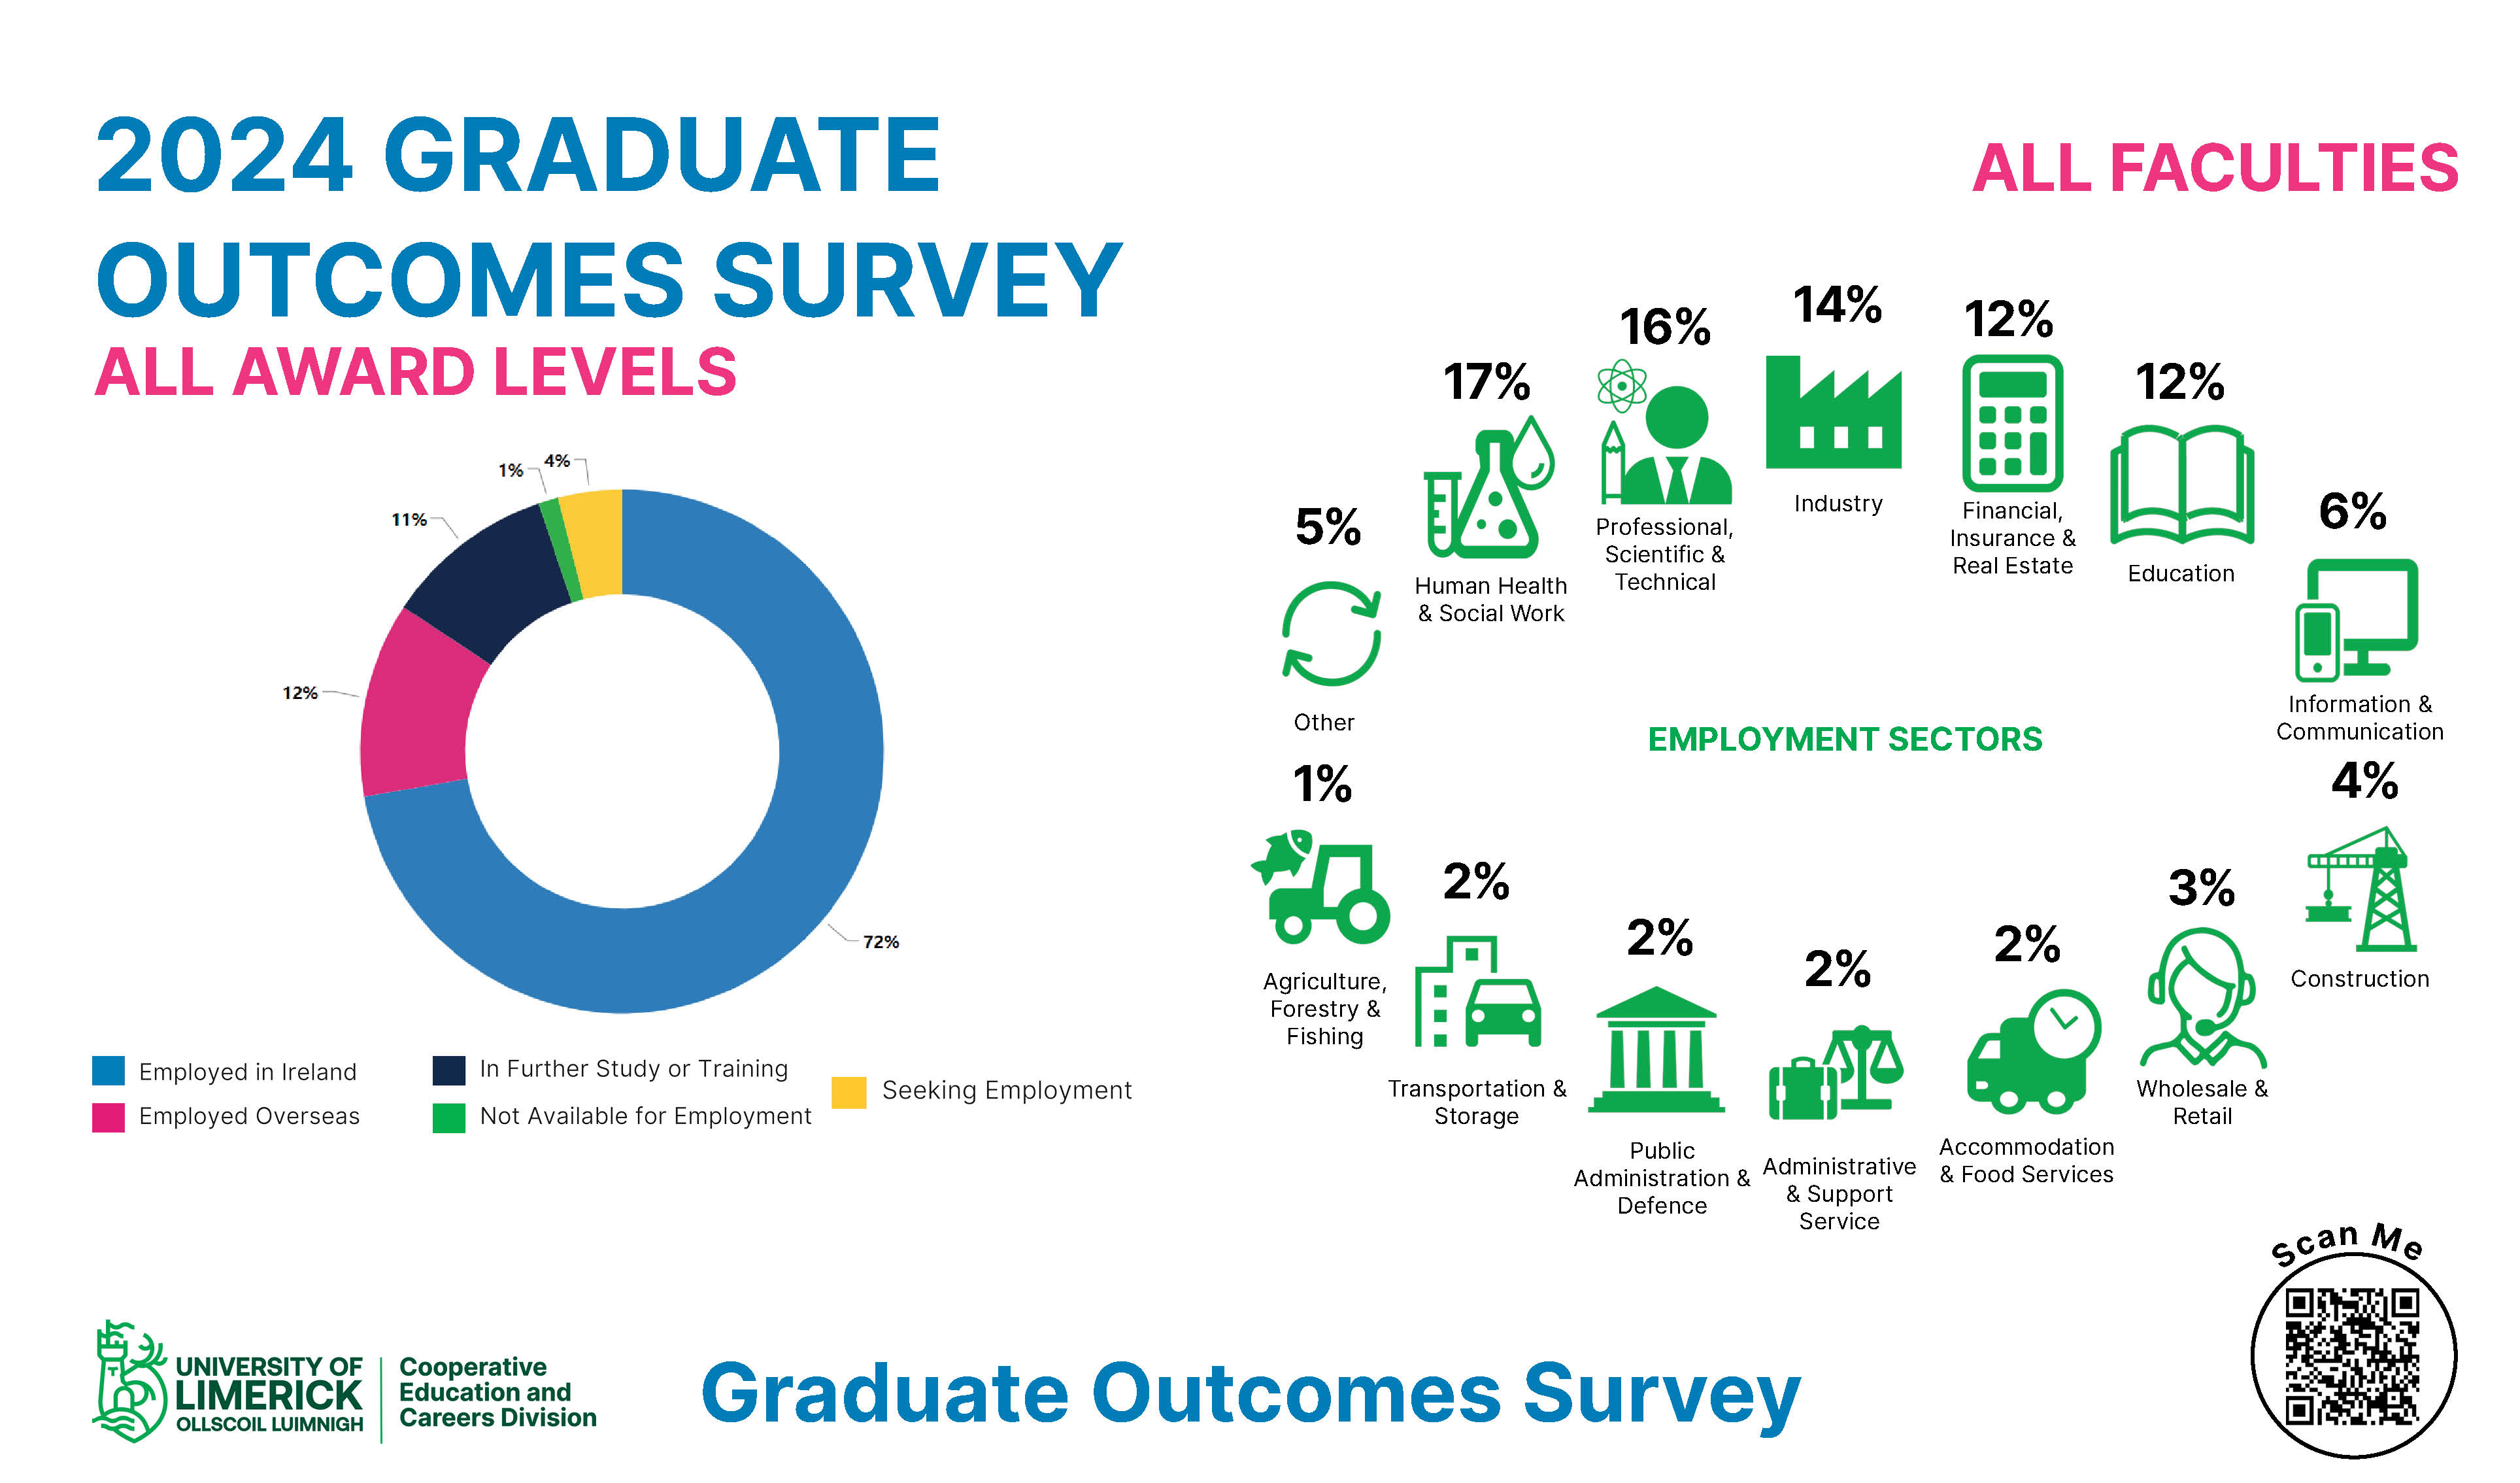 2024 GRADUATE
OUTCOMES SURVEY
ALL AWARD LEVELS
ALL FACULTIES
1%
4%
11%
12%
72%
Employed in Ireland
Employed Overseas
In Further Study or Training
Not Available for Employment
Seeking Employment
EMPLOYMENT SECTORS
5%
Other
17%
Human Health
& Social Work
16%
Professional,
Scientific &
Technical
14%
Industry
12%
Financial,
Insurance &
Real Estate
12%
Education
6%
Information &
Communication
4%
Construction
3%
Wholesale &
Retail
2%
Accommodation
& Food Services
2%
Administrative
& Support
Service
2%
Public
Administration &
Defence
2%
Transportation &
Storage
1%
Agriculture,
Forestry &
Fishing
UNIVERSITY OF
LIMERICK
OLLSCOIL LUIMNIGH
Cooperative
Education and
Careers Division
Graduate Outcomes Survey
Scan Me